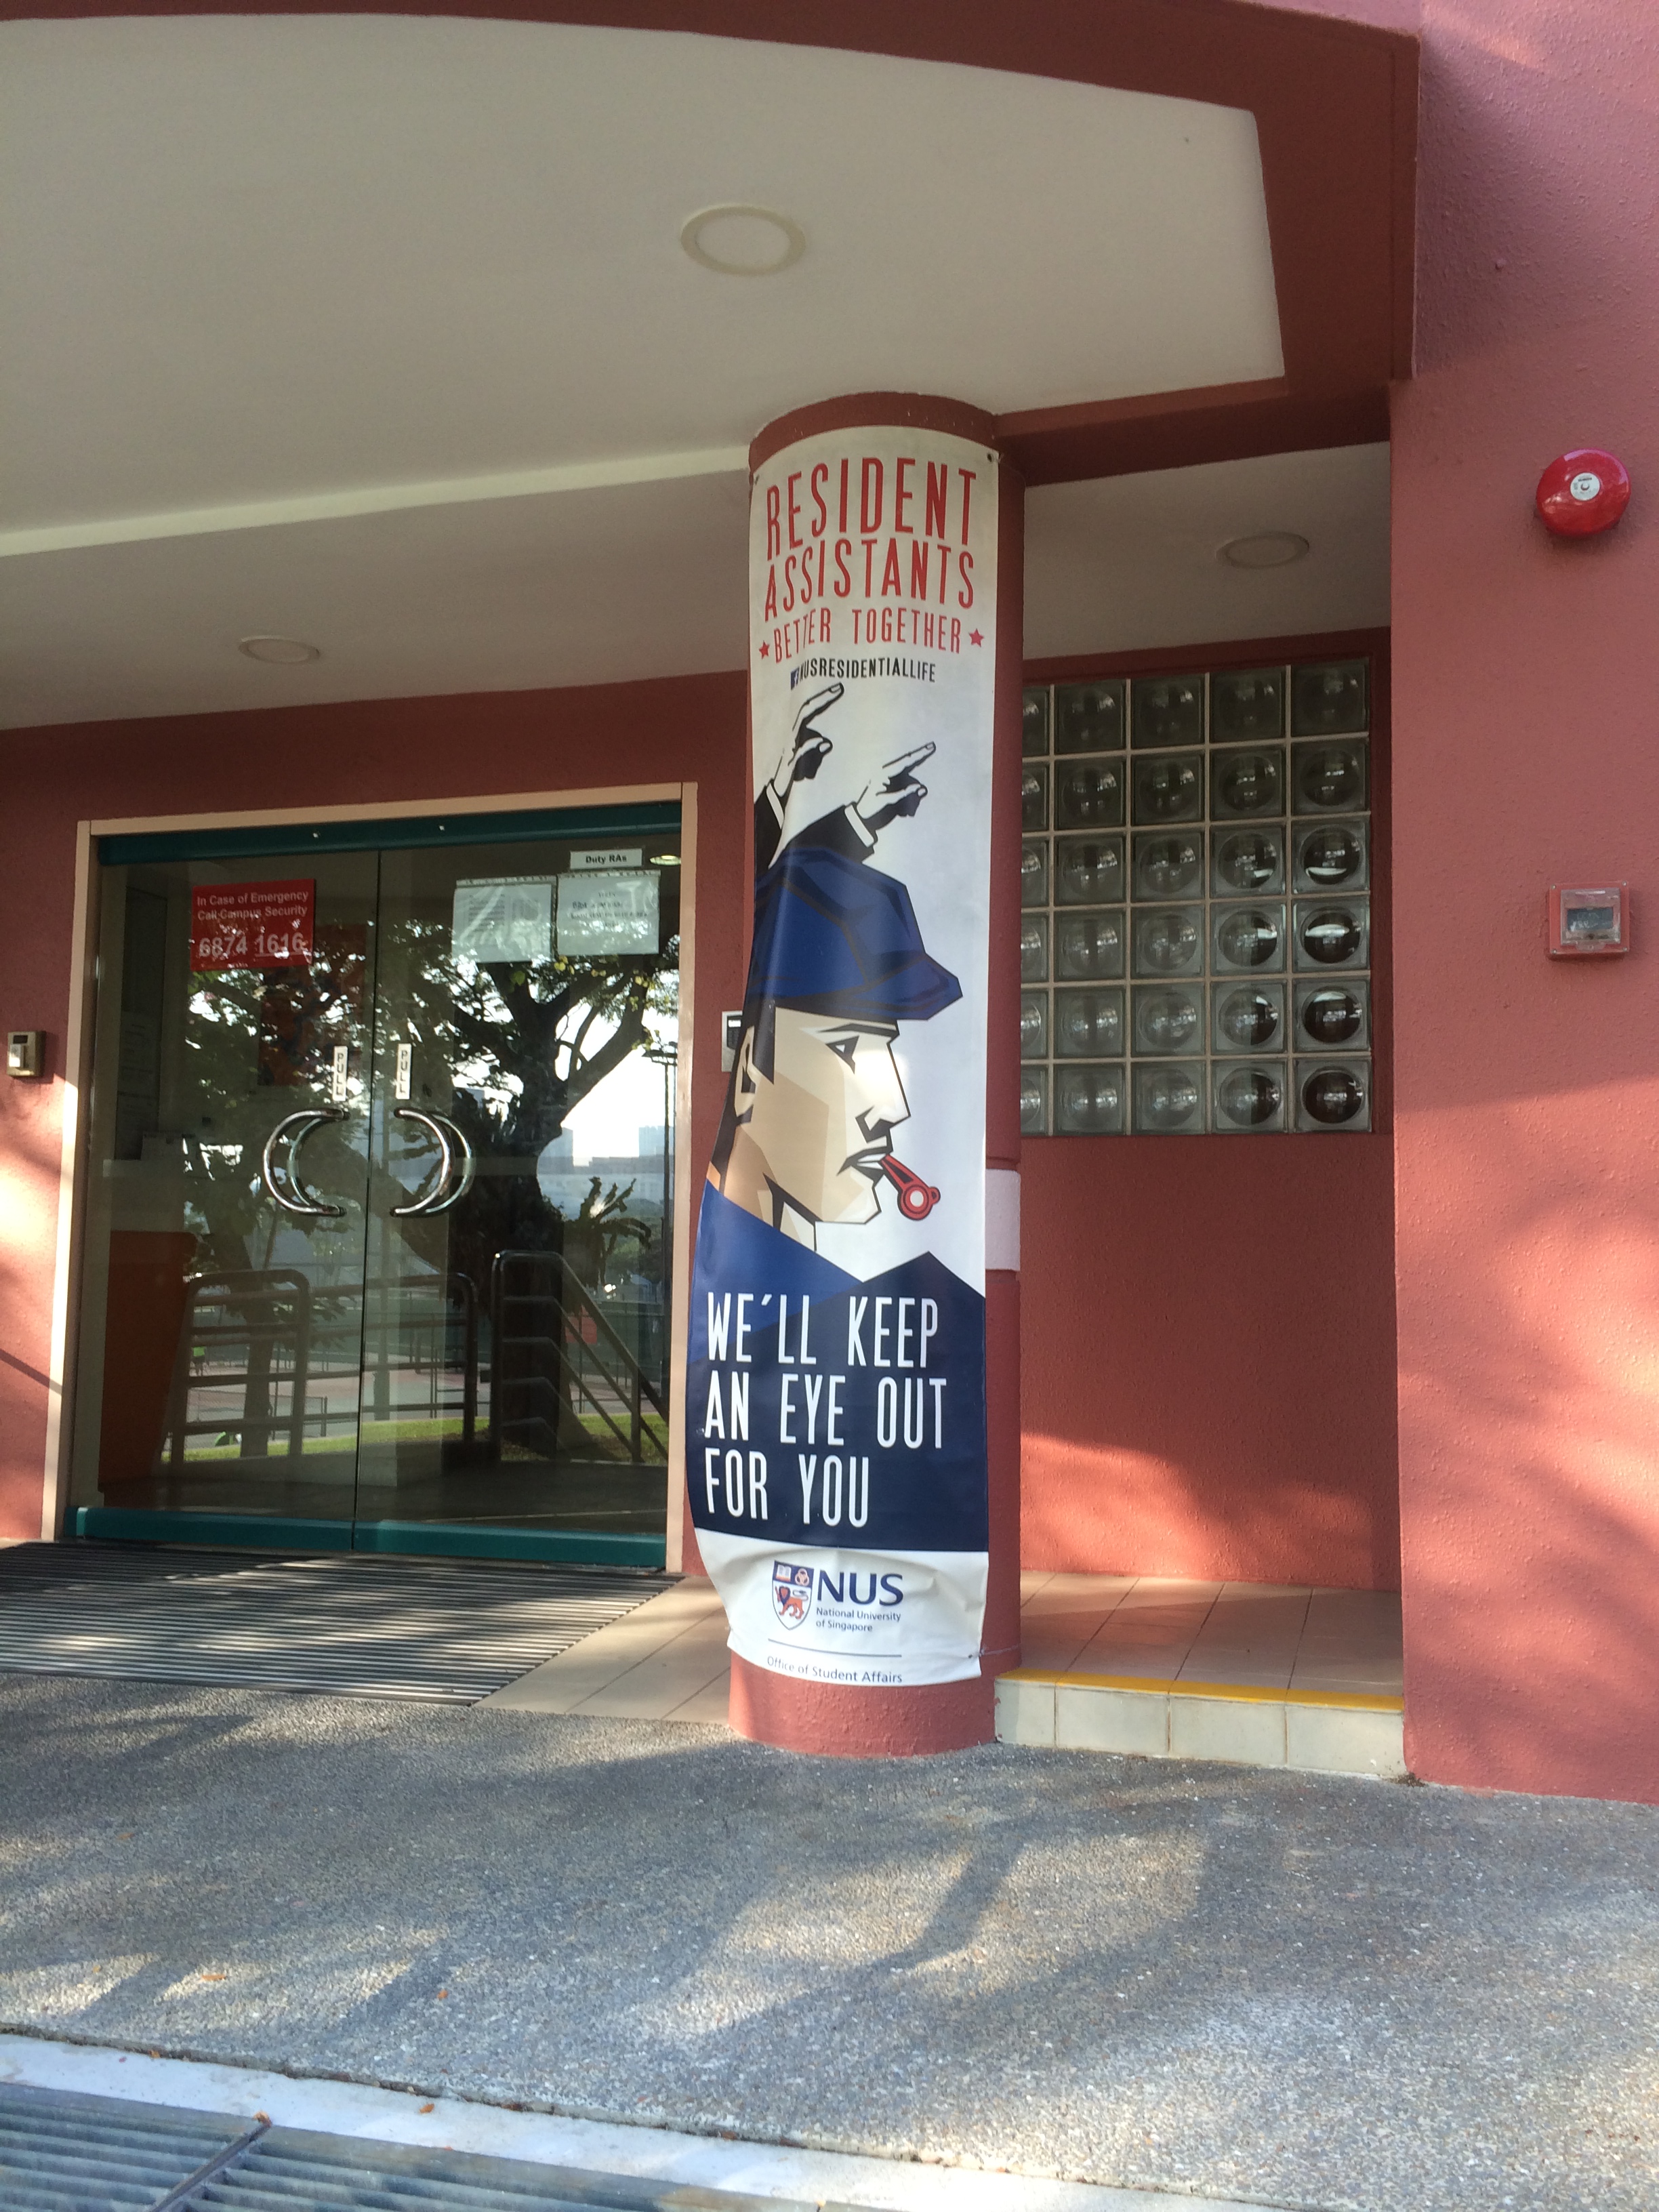 RESIDENT
ASSISTANTS
BETTER TOGETHER
f NUSRESIDENTIALLIFE
WE'LL KEEP
AN EYE OUT
FOR YOU
NUS
National University
of Singapore
Office of Student Affairs
In Case of Emergency
Call Campus Security
6874 1616
Duty RAs
PULL
PULL